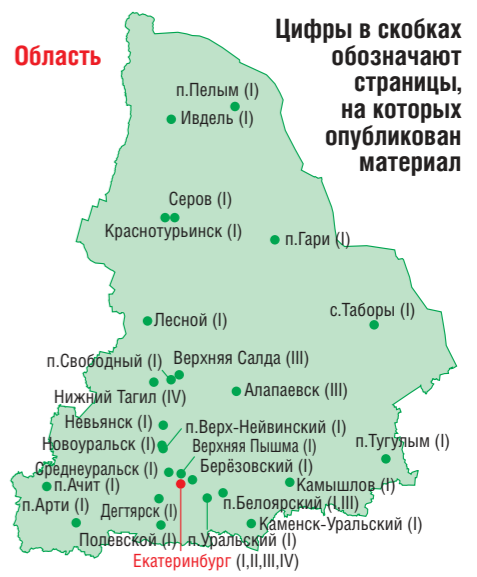 Цифры в скобках
обозначают
страницы,
на которых
опубликован
материал
Область
п.Пелым (I)
Ивдель (I)
Серов (I)
Краснотурьинск (I)
п.Гари (I)
с.Таборы (I)
Лесной (I)
п.Свободный (I)
Верхняя Салда (III)
Нижний Тагил (IV)
Алапаевск (III)
Невьянск (I)
п.Верх-Нейвинский (I)
Новоуральск (I)
Верхняя Пышма (I)
п.Тугулым (I)
Среднеуральск (I)
Берёзовский (I)
п.Ачит (I)
Камышлов (I)
п.Арти (I)
п.Белоярский (I,III)
Дегтярск (I)
Каменск-Уральский (I)
Полевской (I)
п.Уральский (I)
Екатеринбург (I,II,III,IV)